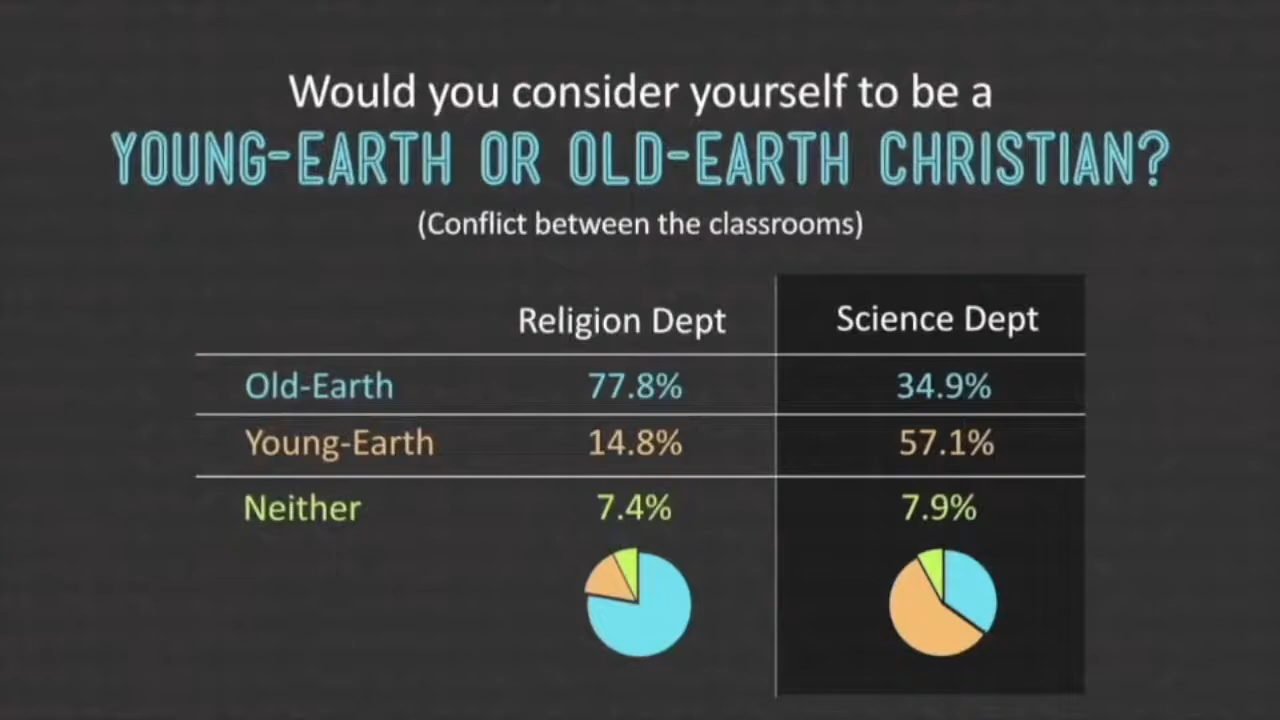 Would you consider yourself to be a
YOUNG-EARTH OR OLD-EARTH CHRISTIAN?
(Conflict between the classrooms)
Religion Dept Science Dept
Old-Earth 77.8% 34.9%
Young-Earth 14.8% 57.1%
Neither 7.4% 7.9%